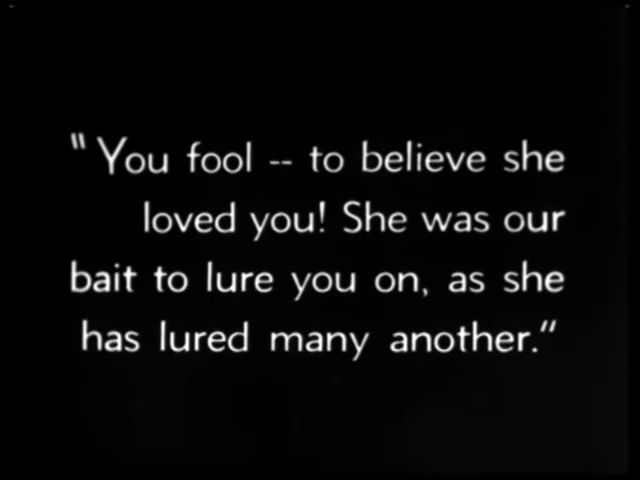 "You fool -- to believe she
loved you! She was our
bait to lure you on, as she
has lured many another."